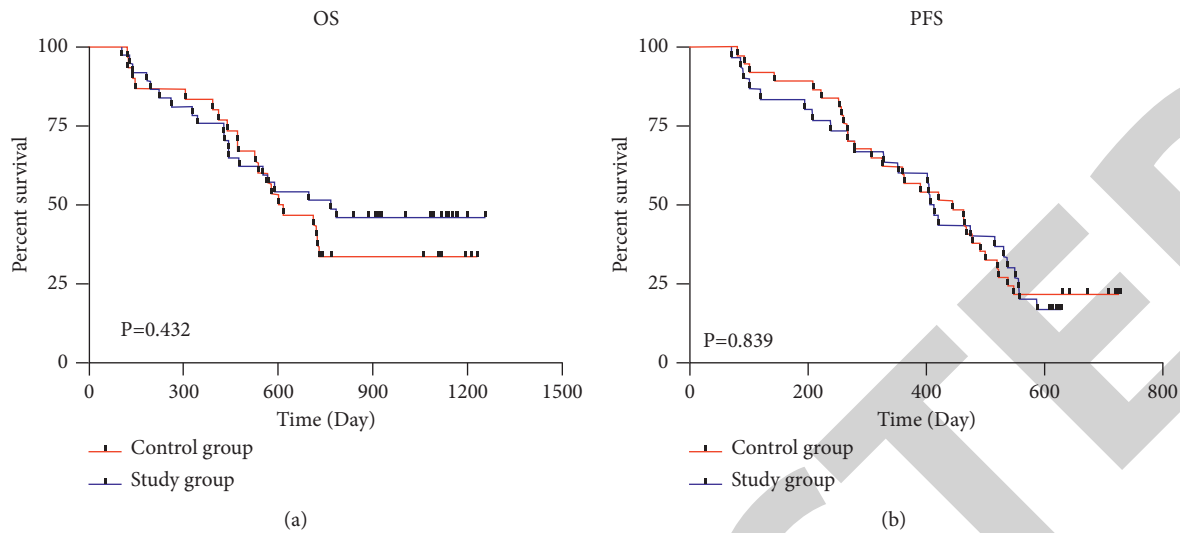 OS
100
75
50
25
0
Percent survival
P=0.432
0 300 600 900 1200 1500
Time (Day)
Control group
Study group
(a)
PFS
100
75
50
25
0
Percent survival
P=0.839
0 200 400 600 800
Time (Day)
Control group
Study group
(b)